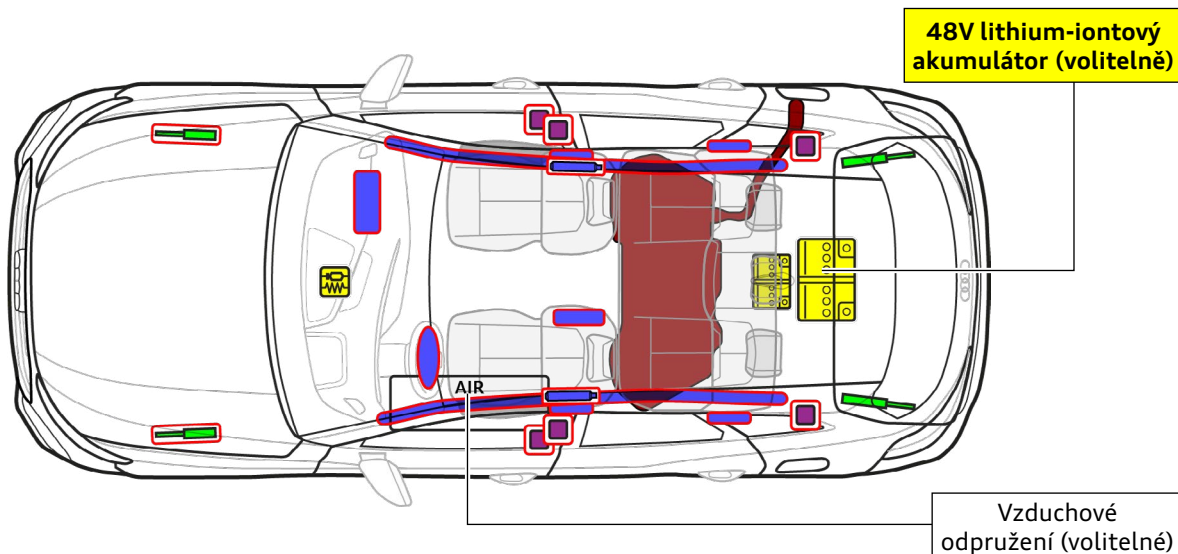 48V lithium-iontový
akumulátor (volitelně)
AIR
Vzduchové
odpružení (volitelné)